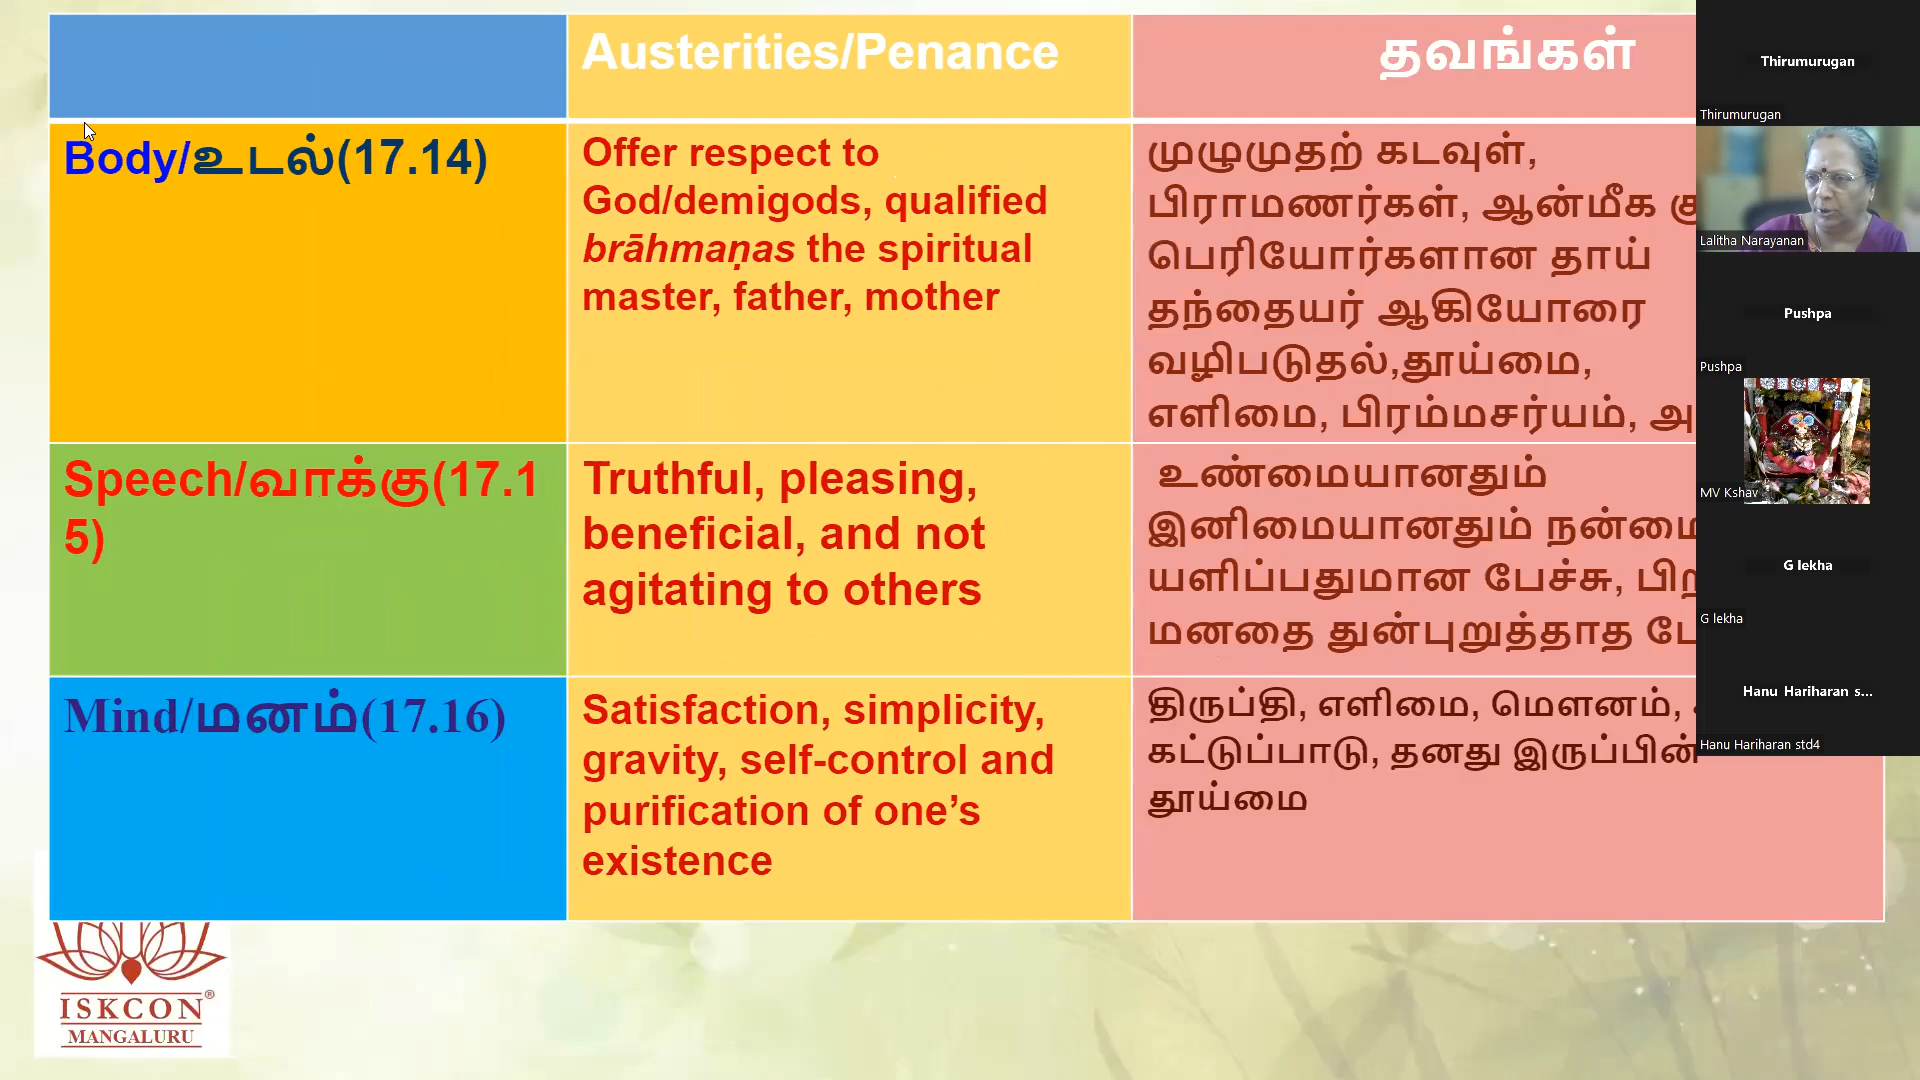 Austerities/Penance
தவங்கள்
Body/உடல்(17.14)
Offer respect to
God/demigods, qualified
brāhmaṇas the spiritual
master, father, mother
முழுமுதற் கடவுள்,
பிராமணர்கள், ஆன்மீக
பெரியோர்களான தாய்
தந்தையர் ஆகியோரை
வழிபடுதல்,தூய்மை,
எளிமை, பிரம்மசர்யம்,
Speech/வாக்கு(17.1
5)
Truthful, pleasing,
beneficial, and not
agitating to others
உண்மையானதும்
இனிமையானதும்
யளிப்பதுமான பேச்சு,
மனதை துன்புறுத்தாத
Mind/மனம்(17.16)
Satisfaction, simplicity,
gravity, self-control and
purification of one’s
existence
திருப்தி, எளிமை, மௌனம்,
கட்டுப்பாடு, தனது இருப்பின்
தூய்மை
Thirumurugan
Thirumurugan
Lalitha Narayanan
Pushpa
Pushpa
MV Kshav
G lekha
G lekha
Hanu Hariharan s...
Hanu Hariharan std4
ISKCON®
MANGALURU